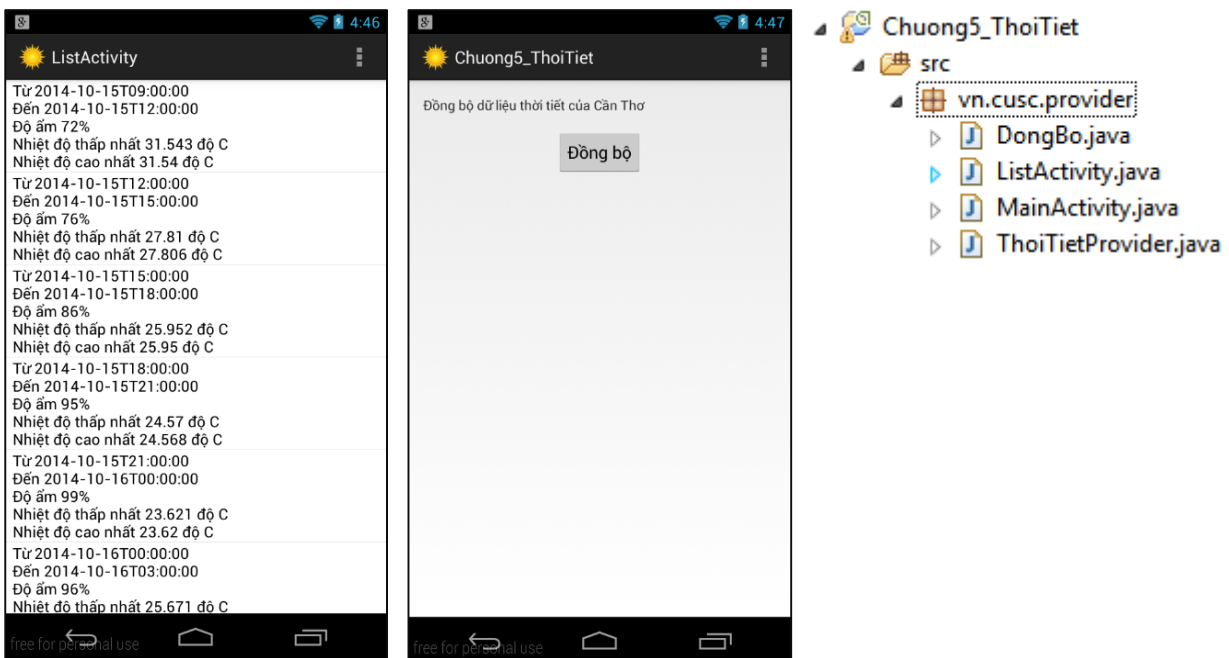 4:46
ListActivity
Từ 2014-10-15T09:00:00
Đến 2014-10-15T12:00:00
Độ ẩm 72%
Nhiệt độ thấp nhất 31.543 độ C
Nhiệt độ cao nhất 31.54 độ C
Từ 2014-10-15T12:00:00
Đến 2014-10-15T15:00:00
Độ ẩm 76%
Nhiệt độ thấp nhất 27.81 độ C
Nhiệt độ cao nhất 27.806 độ C
Từ 2014-10-15T15:00:00
Đến 2014-10-15T18:00:00
Độ ẩm 86%
Nhiệt độ thấp nhất 25.952 độ C
Nhiệt độ cao nhất 25.95 độ C
Từ 2014-10-15T18:00:00
Đến 2014-10-15T21:00:00
Độ ẩm 95%
Nhiệt độ thấp nhất 24.57 độ C
Nhiệt độ cao nhất 24.568 độ C
Từ 2014-10-15T21:00:00
Đến 2014-10-16T00:00:00
Độ ẩm 99%
Nhiệt độ thấp nhất 23.621 độ C
Nhiệt độ cao nhất 23.62 độ C
Từ 2014-10-16T00:00:00
Đến 2014-10-16T03:00:00
Độ ẩm 96%
Nhiệt độ thấp nhất 25.671 độ C
free for personal use
4:47
Chuong5_ThoiTiet
Đồng bộ dữ liệu thời tiết của Cần Thơ
Đồng bộ
free for personal use
Chuong5_ThoiTiet
src
vn.cusc.provider
DongBo.java
ListActivity.java
MainActivity.java
ThoiTietProvider.java